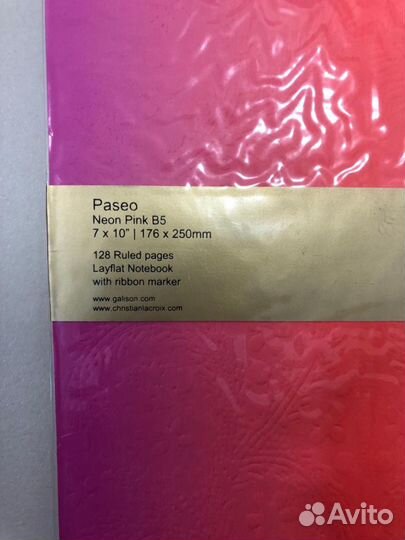 Paseo
Neon Pink B5
7 x 10" | 176 x 250mm
128 Ruled pages
Layflat Notebook
with ribbon marker
www.galison.com
www.christianlacroix.com
Avito